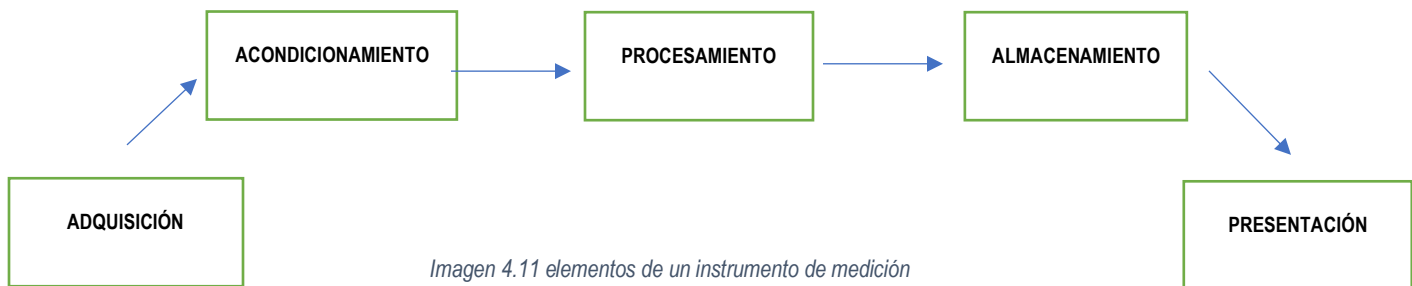 ACONDICIONAMIENTO
PROCESAMIENTO
ALMACENAMIENTO
ADQUISICIÓN
PRESENTACIÓN
Imagen 4.11 elementos de un instrumento de medición